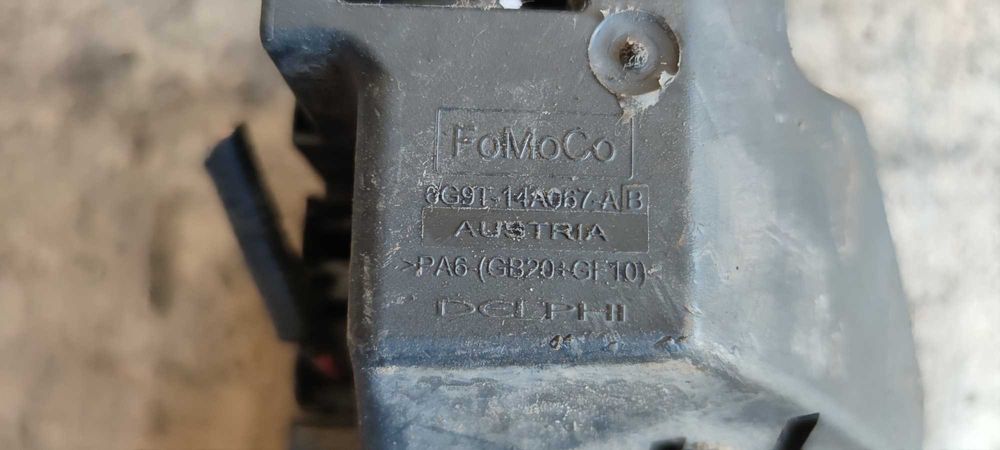 FoMoCo
6G9T-14A067-AB
AUSTRIA
>PA6-(GB20+GF10)<
DELPHI